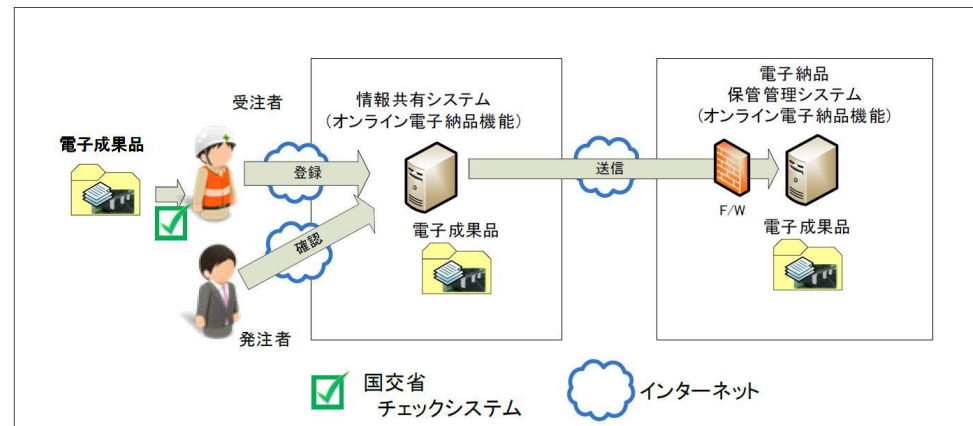 受注者
電子成果品
情報共有システム
（オンライン電子納品機能）
電子納品
保管管理システム
（オンライン電子納品機能）
登録
送信
F/W
確認
電子成果品
電子成果品
発注者
国交省
チェックシステム
インターネット